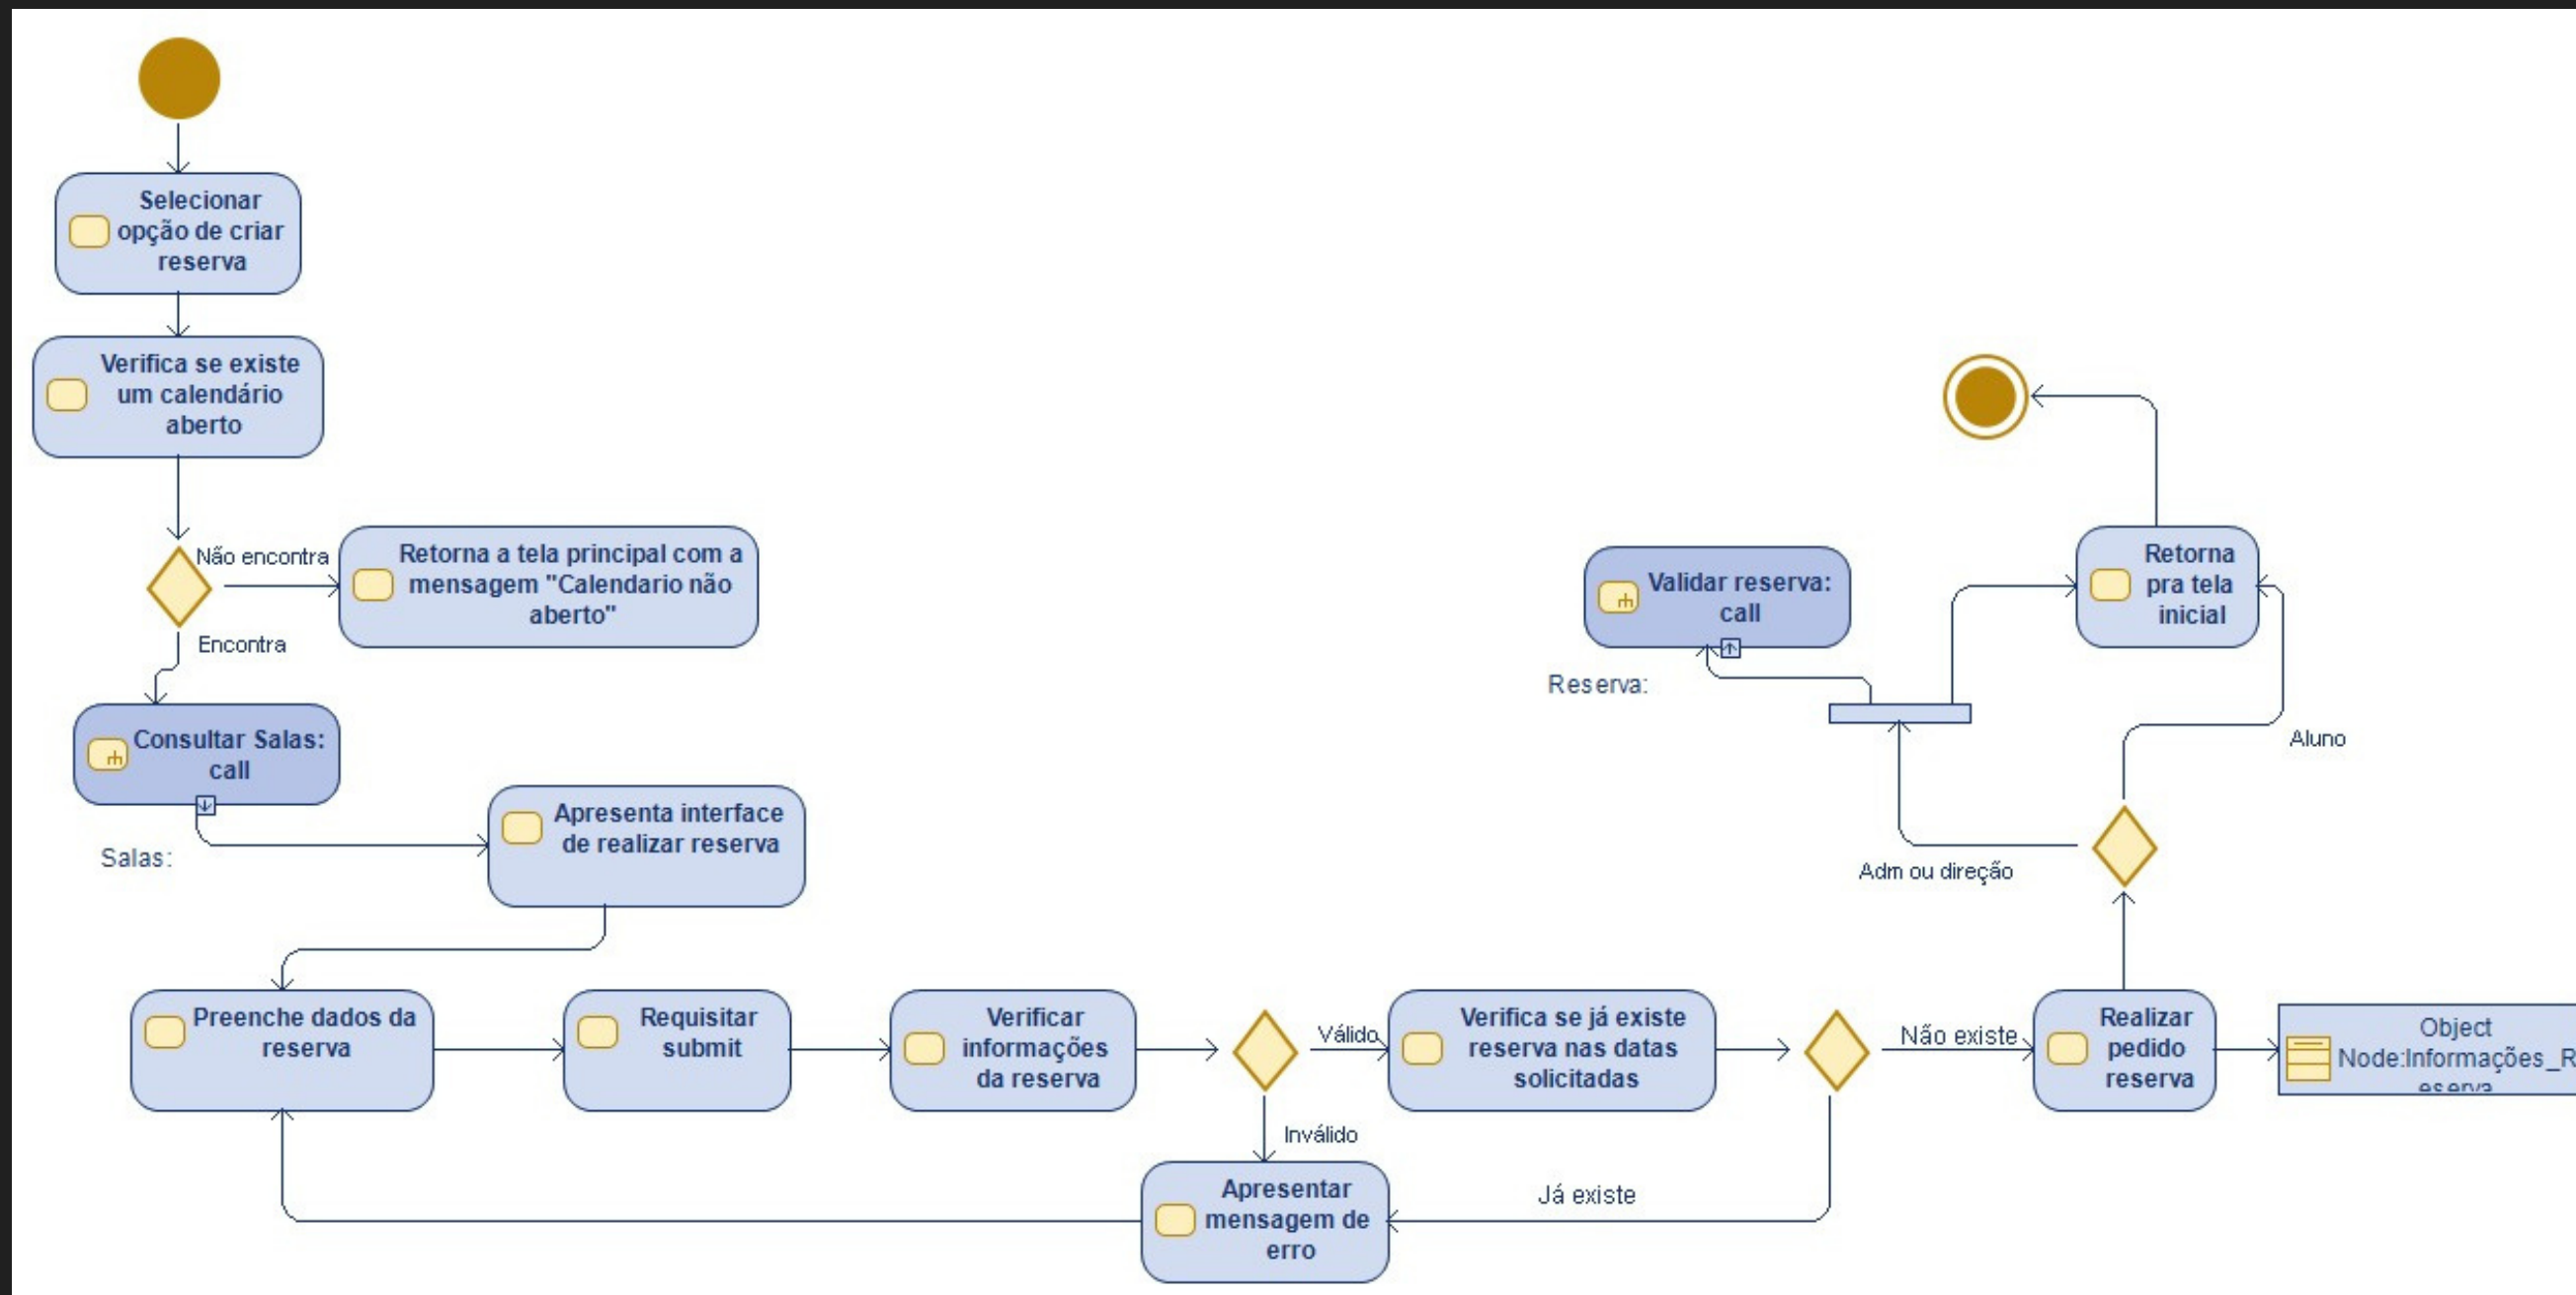 Selecionar
opção de criar
reserva
Verifica se existe
um calendário
aberto
Não encontra
Retorna a tela principal com a
mensagem "Calendario não
aberto"
Encontra
Consultar Salas:
call
Salas:
Apresenta interface
de realizar reserva
Preenche dados da
reserva
Requisitar
submit
Verificar
informações
da reserva
Válido
Inválido
Apresentar
mensagem de
erro
Verifica se já existe
reserva nas datas
solicitadas
Já existe
Não existe
Realizar
pedido
reserva
Object
Node:Informações_R
eserva
Adm ou direção
Aluno
Validar reserva:
call
Reserva:
Retorna
pra tela
inicial